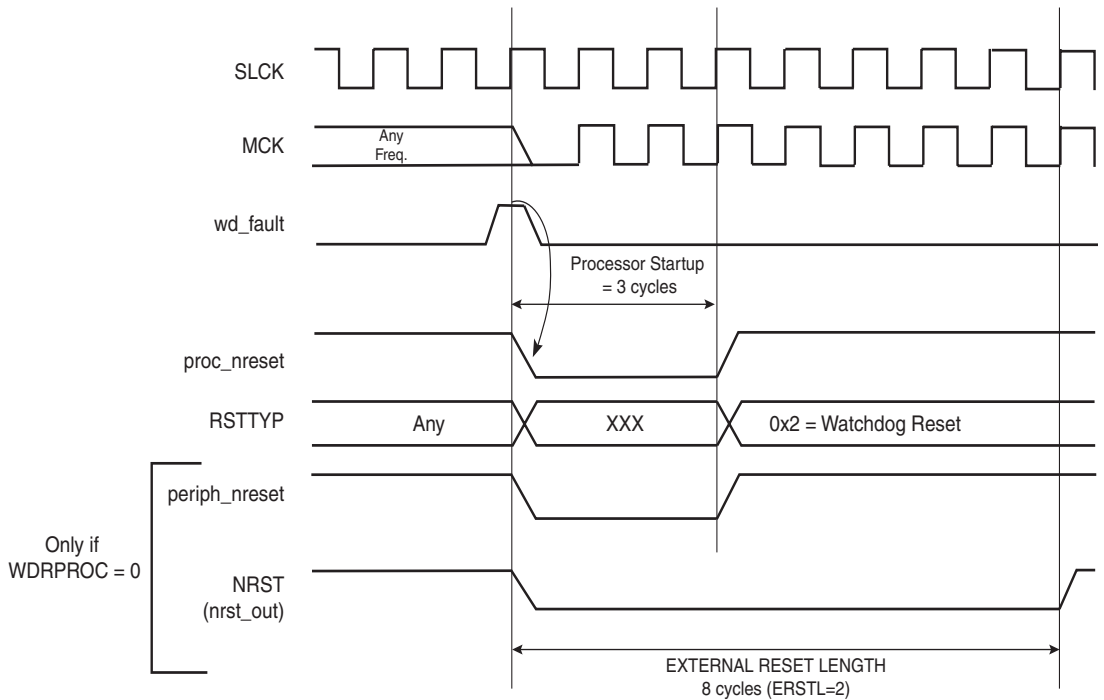 SLCK
MCK
Any
Freq.
wd_fault
Processor Startup
= 3 cycles
proc_nreset
RSTTYP
Any
XXX
0x2 = Watchdog Reset
periph_nreset
Only if
WDRPROC = 0
NRST
(nrst_out)
EXTERNAL RESET LENGTH
8 cycles (ERSTL=2)